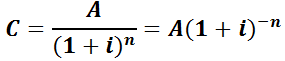 C = A / (1 + i)ⁿ = A(1 + i)⁻ⁿ